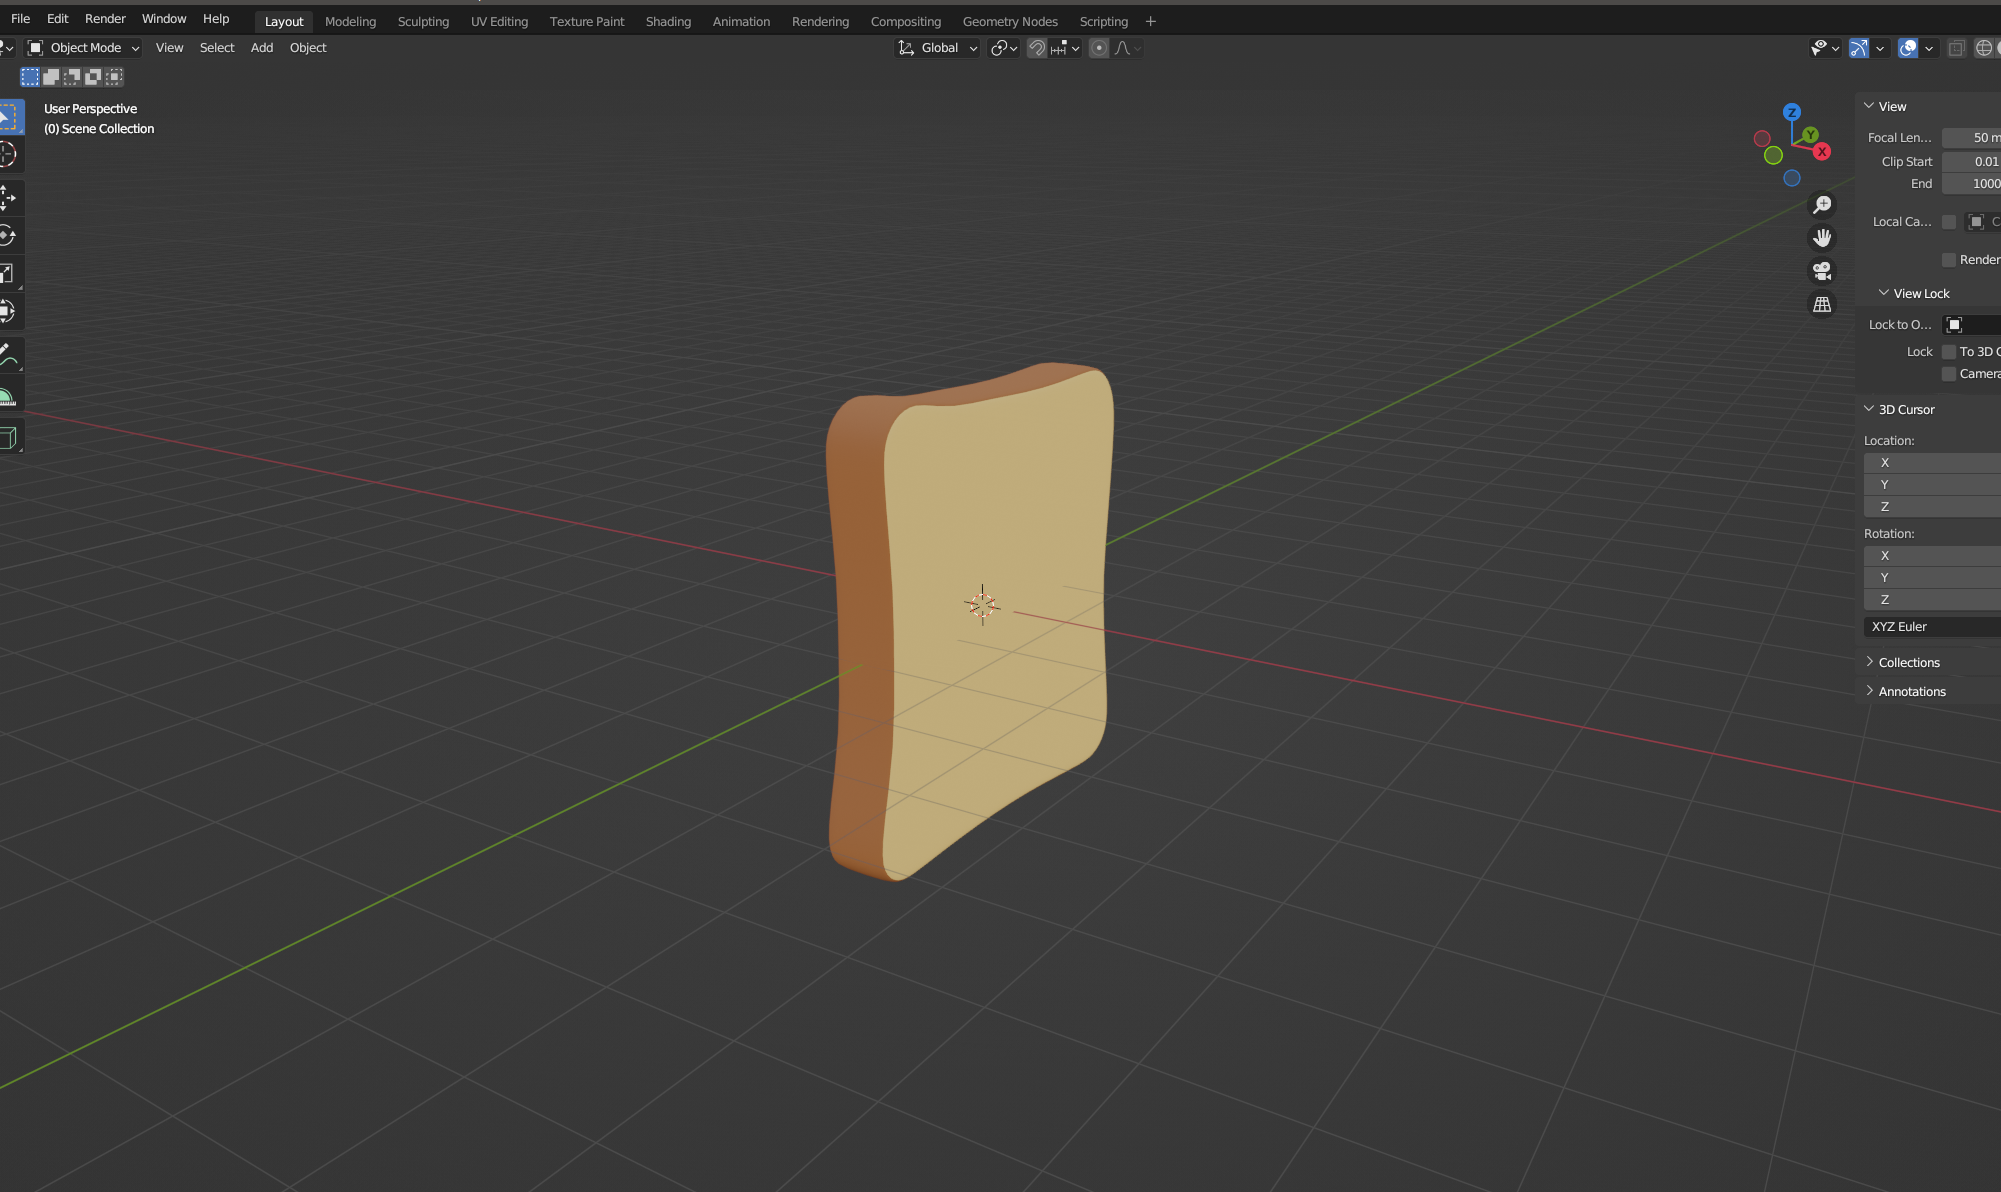 File Edit Render Window Help Layout Modeling Sculpting UV Editing Texture Paint Shading Animation Rendering Compositing Geometry Nodes Scripting +
Object Mode View Select Add Object Global
User Perspective
(0) Scene Collection
Z
Y
X
View
Focal Len... 50 m
Clip Start 0.01
End 1000
Local Ca... C
Render
View Lock
Lock to O...
Lock To 3D C
Camera
3D Cursor
Location:
X
Y
Z
Rotation:
X
Y
Z
XYZ Euler
Collections
Annotations